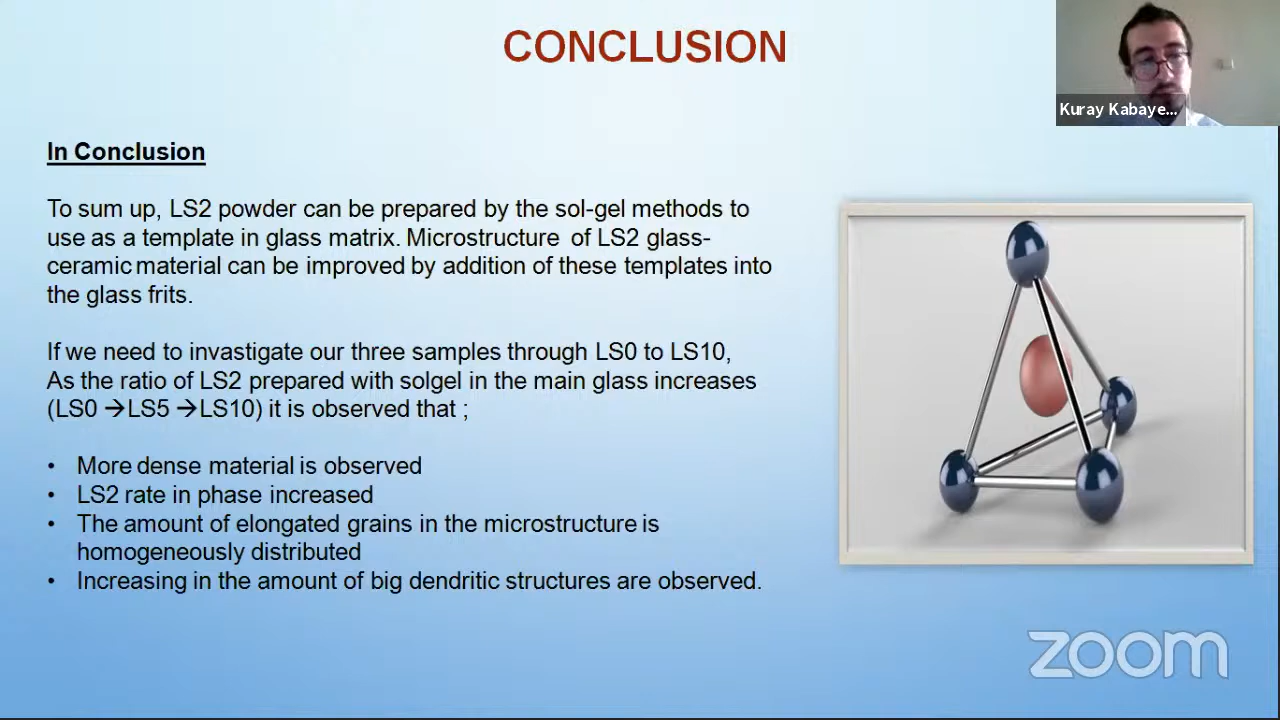 CONCLUSION
Kuray Kabaye...
In Conclusion
To sum up, LS2 powder can be prepared by the sol-gel methods to
use as a template in glass matrix. Microstructure of LS2 glass-
ceramic material can be improved by addition of these templates into
the glass frits.
If we need to invastigate our three samples through LS0 to LS10,
As the ratio of LS2 prepared with solgel in the main glass increases
(LS0 →LS5 →LS10) it is observed that ;
• More dense material is observed
• LS2 rate in phase increased
• The amount of elongated grains in the microstructure is
homogeneously distributed
• Increasing in the amount of big dendritic structures are observed.
zoom